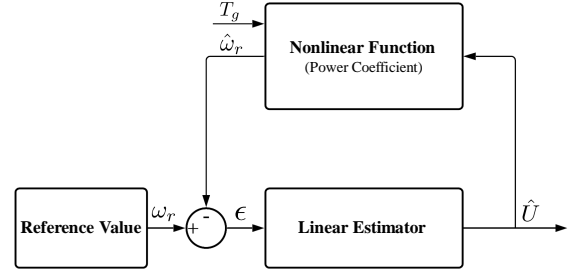 T_g
ω̂_r
Nonlinear Function
(Power Coefficient)
Reference Value
ω_r
+
-
ϵ
Linear Estimator
Û